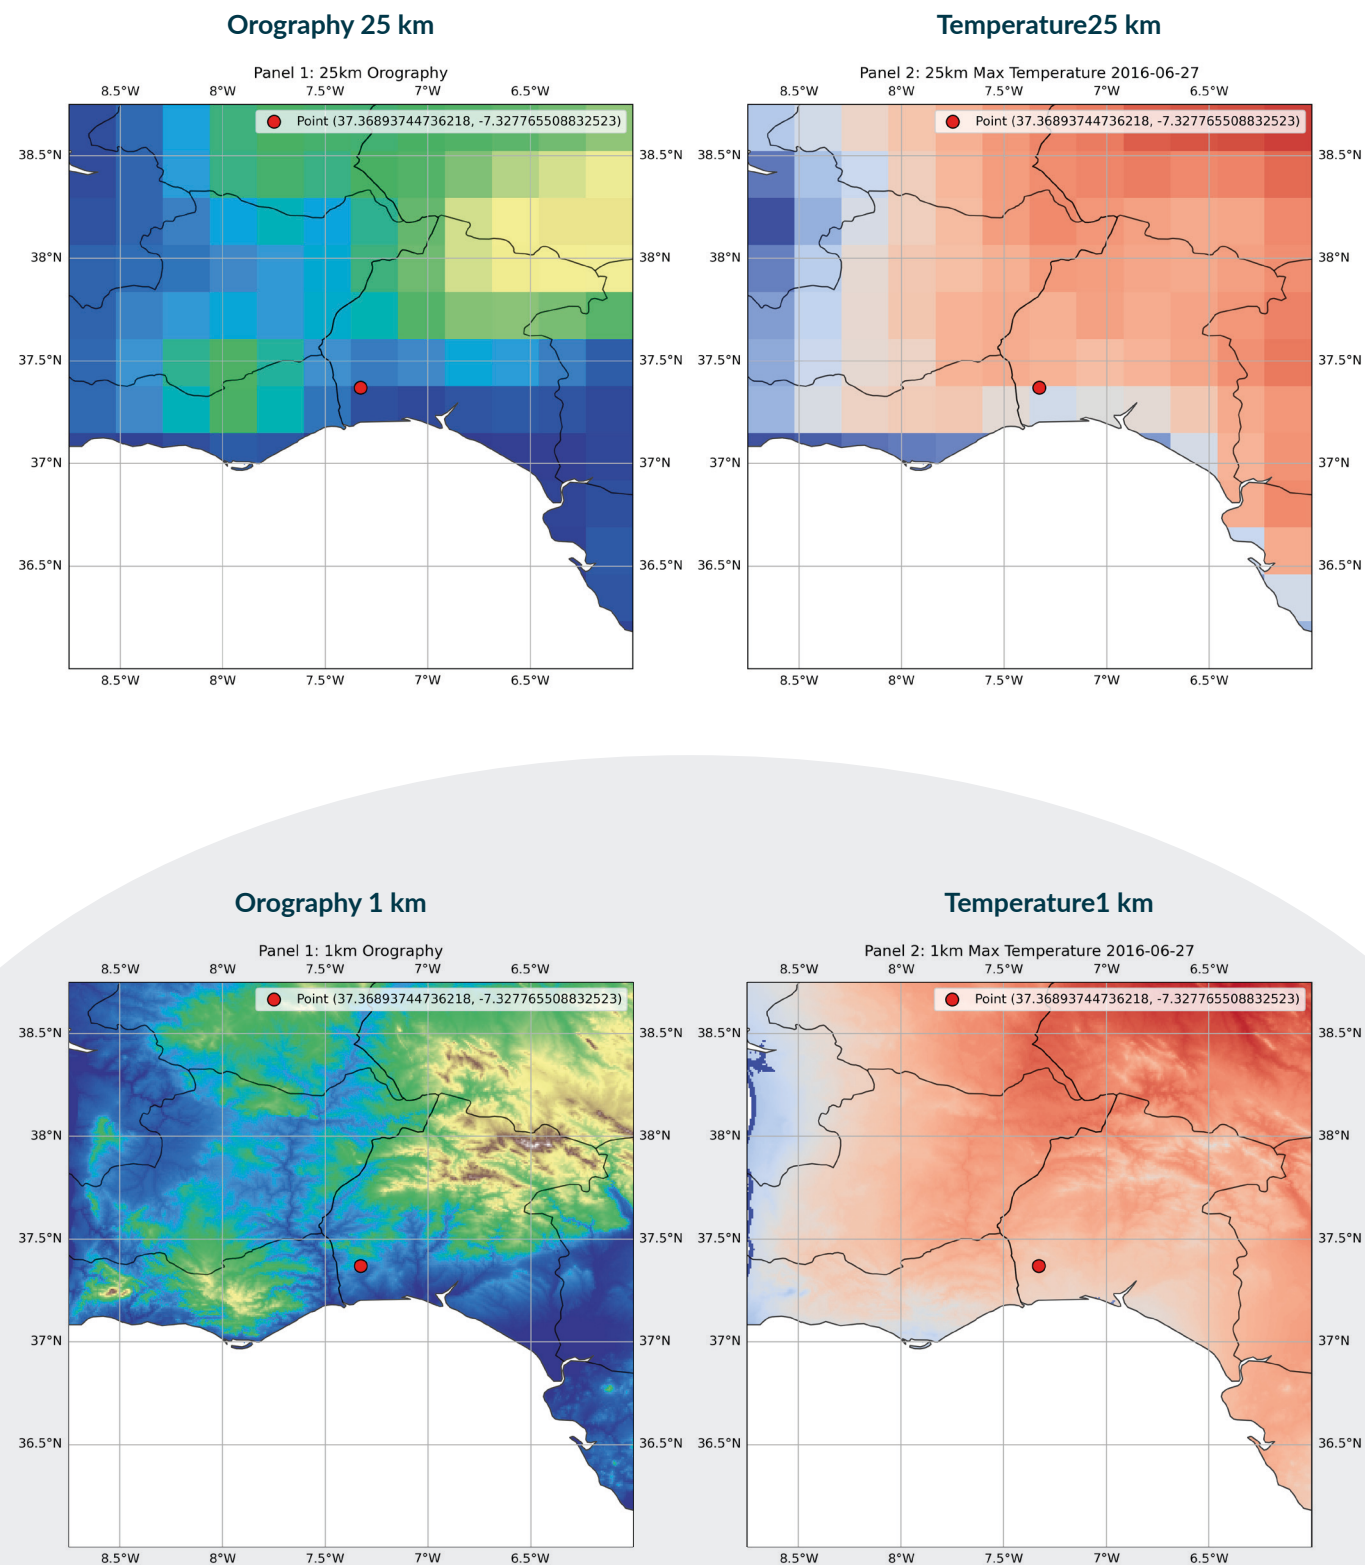 Orography 25 km
Temperature25 km
Panel 1: 25km Orography
Panel 2: 25km Max Temperature 2016-06-27
8.5°W 8°W 7.5°W 7°W 6.5°W
8.5°W 8°W 7.5°W 7°W 6.5°W
Point (37.36893744736218, -7.327765508832523)
Point (37.36893744736218, -7.327765508832523)
38.5°N 38.5°N 38.5°N 38.5°N
38°N 38°N 38°N 38°N
37.5°N 37.5°N 37.5°N 37.5°N
37°N 37°N 37°N 37°N
36.5°N 36.5°N 36.5°N 36.5°N
8.5°W 8°W 7.5°W 7°W 6.5°W
8.5°W 8°W 7.5°W 7°W 6.5°W
Orography 1 km
Temperature1 km
Panel 1: 1km Orography
Panel 2: 1km Max Temperature 2016-06-27
8.5°W 8°W 7.5°W 7°W 6.5°W
8.5°W 8°W 7.5°W 7°W 6.5°W
Point (37.36893744736218, -7.327765508832523)
Point (37.36893744736218, -7.327765508832523)
38.5°N 38.5°N 38.5°N 38.5°N
38°N 38°N 38°N 38°N
37.5°N 37.5°N 37.5°N 37.5°N
37°N 37°N 37°N 37°N
36.5°N 36.5°N 36.5°N 36.5°N
8.5°W 8°W 7.5°W 7°W 6.5°W
8.5°W 8°W 7.5°W 7°W 6.5°W